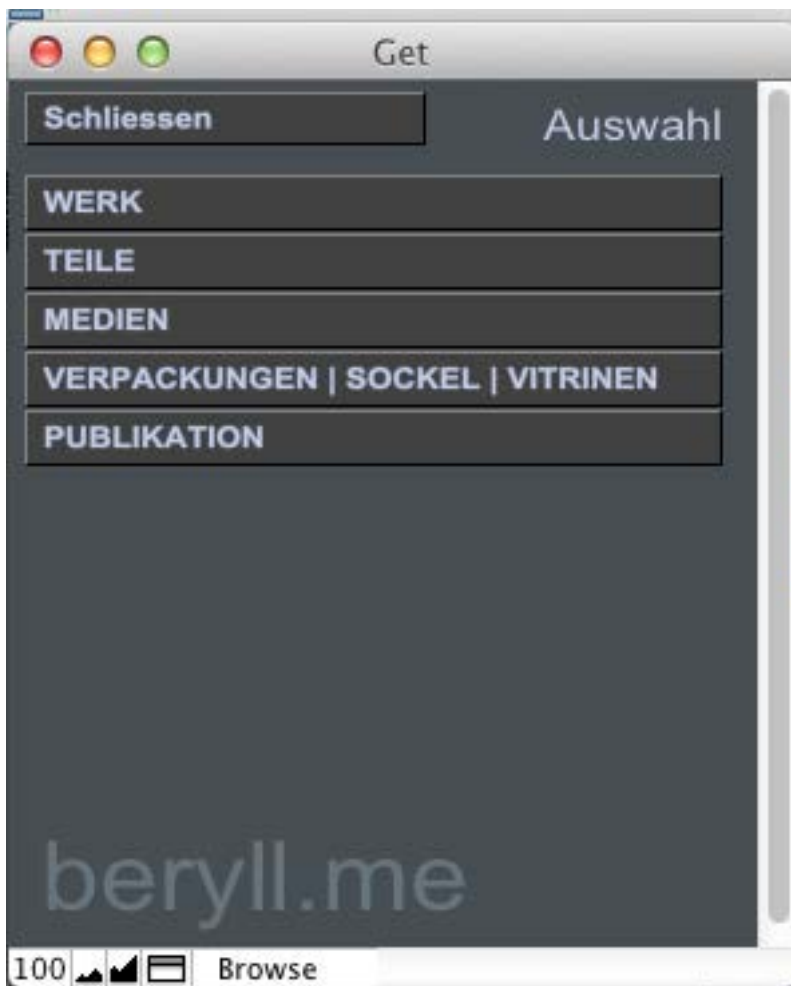 Get
Schliessen
Auswahl
WERK
TEILE
MEDIEN
VERPACKUNGEN | SOCKEL | VITRINEN
PUBLIKATION
beryll.me
100 Browse